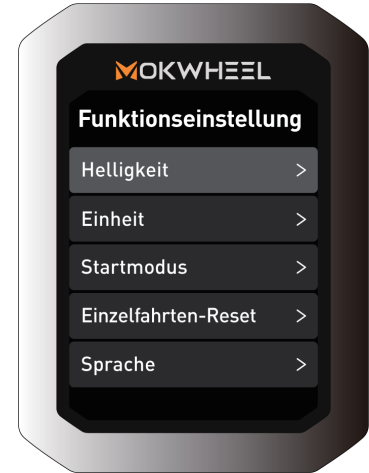 MOKWHEEL
Funktionseinstellung
Helligkeit >
Einheit >
Startmodus >
Einzelfahrten-Reset >
Sprache >